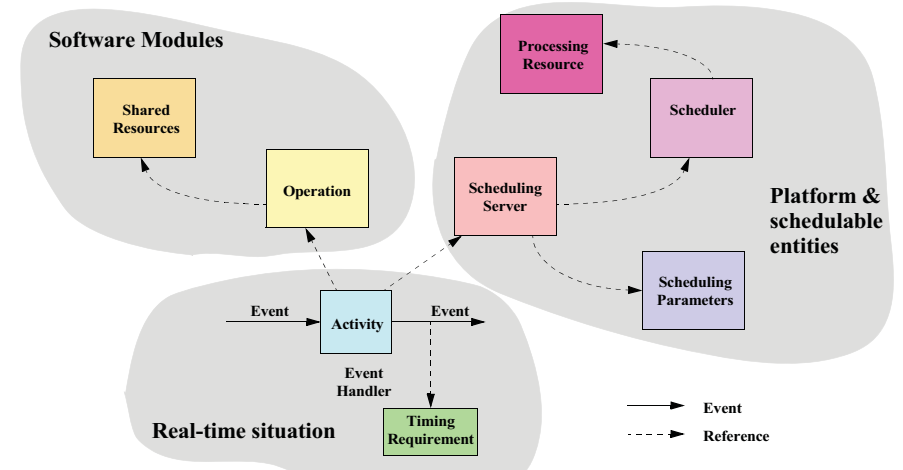 Software Modules
Shared
Resources
Operation
Processing
Resource
Scheduler
Scheduling
Server
Platform &
schedulable
entities
Scheduling
Parameters
Event
Activity
Event
Event
Handler
Timing
Requirement
Real-time situation
Event
Reference